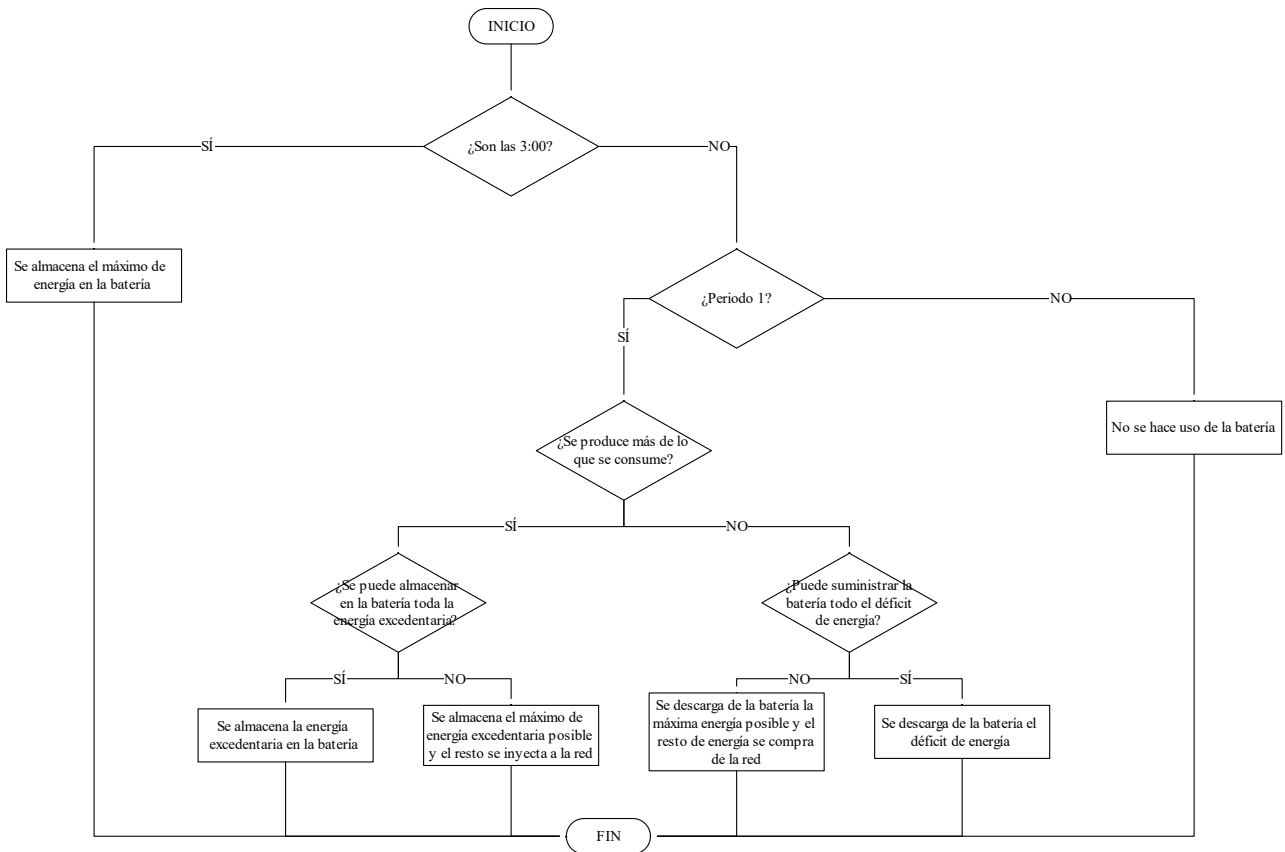 INICIO
¿Son las 3:00?
SÍ
NO
Se almacena el máximo de
energía en la batería
¿Periodo 1?
NO
SÍ
No se hace uso de la batería
¿Se produce más de lo
que se consume?
SÍ
NO
¿Se puede almacenar
en la batería toda la
energía excedentaria?
¿Puede suministrar la
batería todo el déficit
de energía?
SÍ
NO
NO
SÍ
Se almacena la energía
excedentaria en la batería
Se almacena el máximo de
energía excedentaria posible
y el resto se inyecta a la red
Se descarga de la batería la
máxima energía posible y el
resto de energía se compra
de la red
Se descarga de la batería el
déficit de energía
FIN